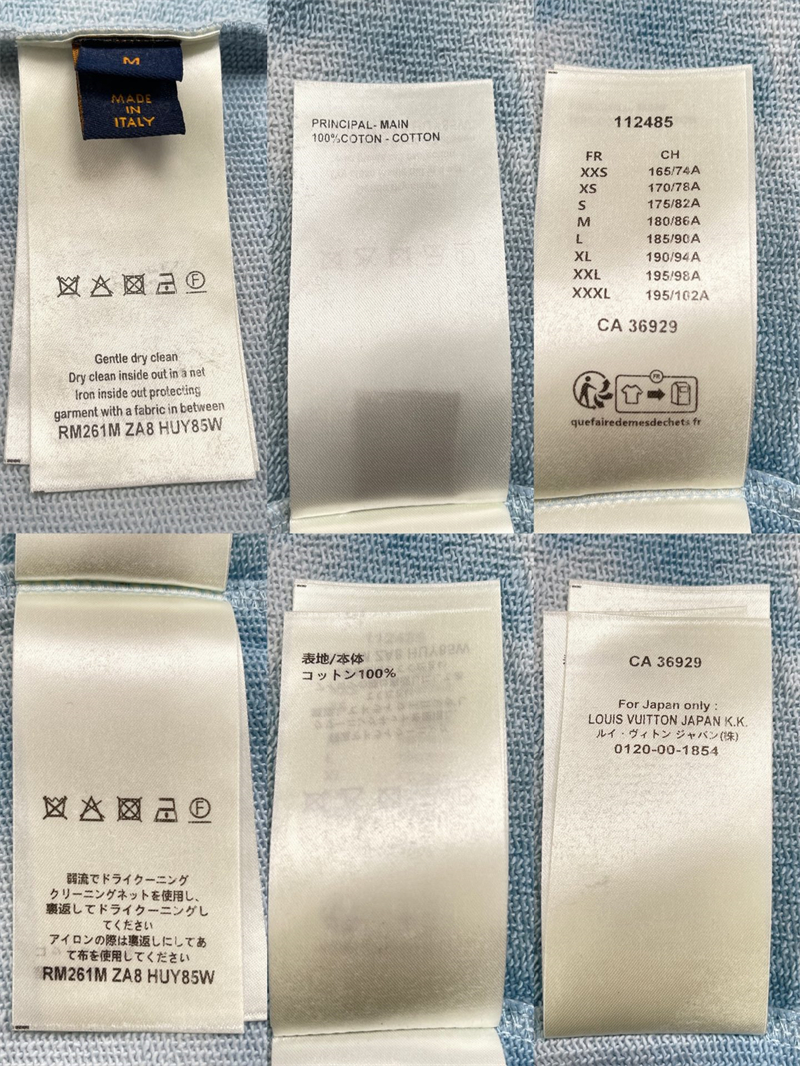 M
MADE
IN
ITALY
F
Gentle dry clean
Dry clean inside out in a net
Iron inside out protecting
garment with a fabric in between
RM261M ZA8 HUY85W
PRINCIPAL- MAIN
100%COTON - COTTON
112485
FR CH
XXS 165/74A
XS 170/78A
S 175/82A
M 180/86A
L 185/90A
XL 190/94A
XXL 195/98A
XXXL 195/102A
CA 36929
FR
quefairedemesdechets.fr
F
弱流でドライクーニング
クリーニングネットを使用し、
裏返してドライクーニングし
てください
アイロンの際は裏返しにしてあ
て布を使用してください
RM261M ZA8 HUY85W
表地/本体
コットン100%
CA 36929
For Japan only :
LOUIS VUITTON JAPAN K.K.
ルイ・ヴィトン ジャパン(株)
0120-00-1854